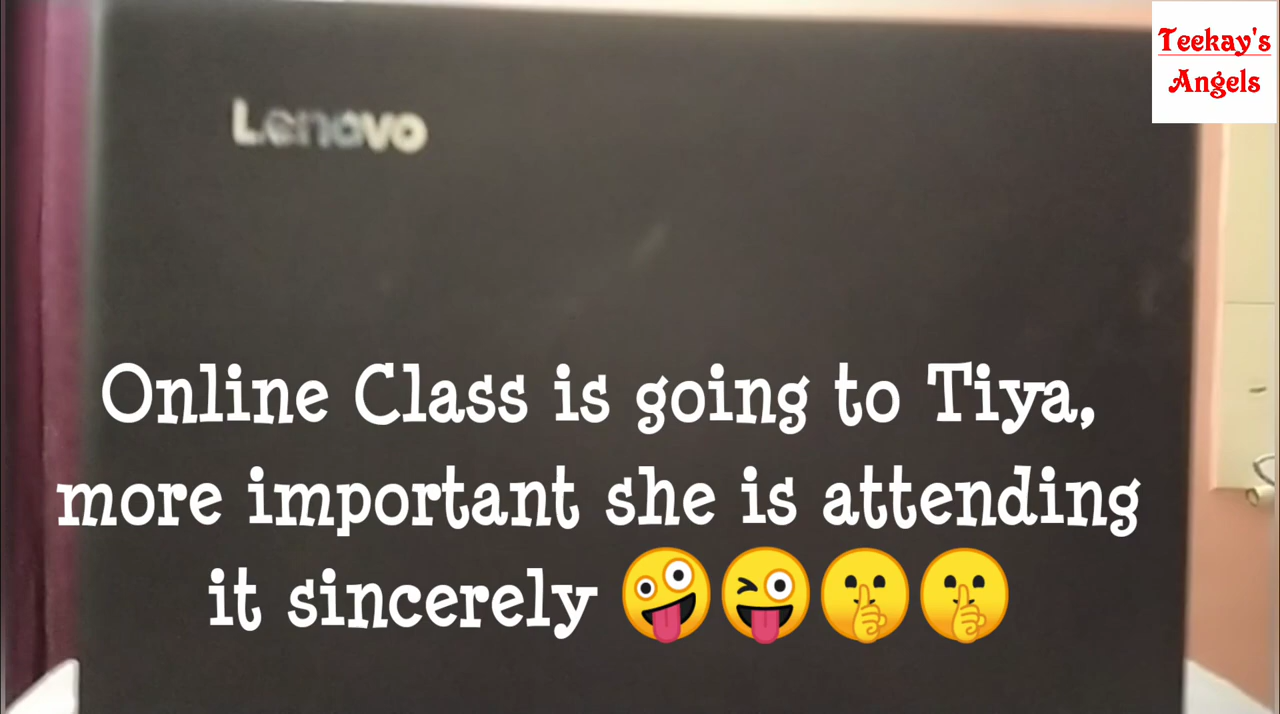 Teekay's
Angels
Lenovo
Online Class is going to Tiya,
more important she is attending
it sincerely 🤪😜🤫🤫